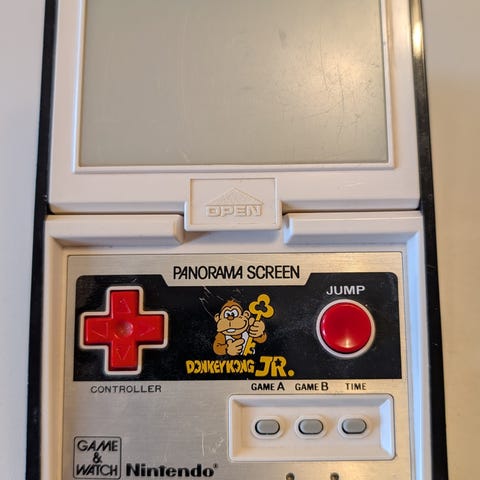 OPEN
PANORAMA SCREEN
JUMP
DONKEY KONG JR.
CONTROLLER
GAME A GAME B TIME
GAME
&
WATCH
Nintendo®